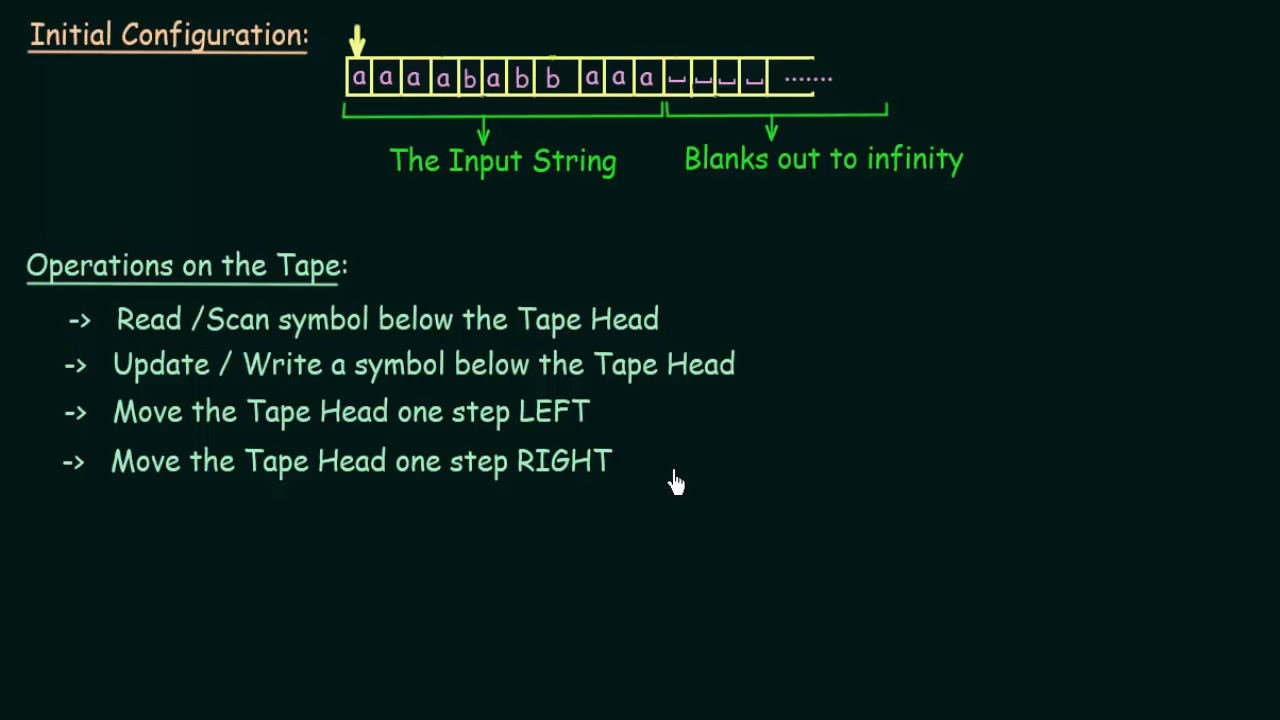 Initial Configuration:
a a a a b a b b a a a ⎵ ⎵ ⎵ ⎵ .......
The Input String
Blanks out to infinity
Operations on the Tape:
-> Read /Scan symbol below the Tape Head
-> Update / Write a symbol below the Tape Head
-> Move the Tape Head one step LEFT
-> Move the Tape Head one step RIGHT